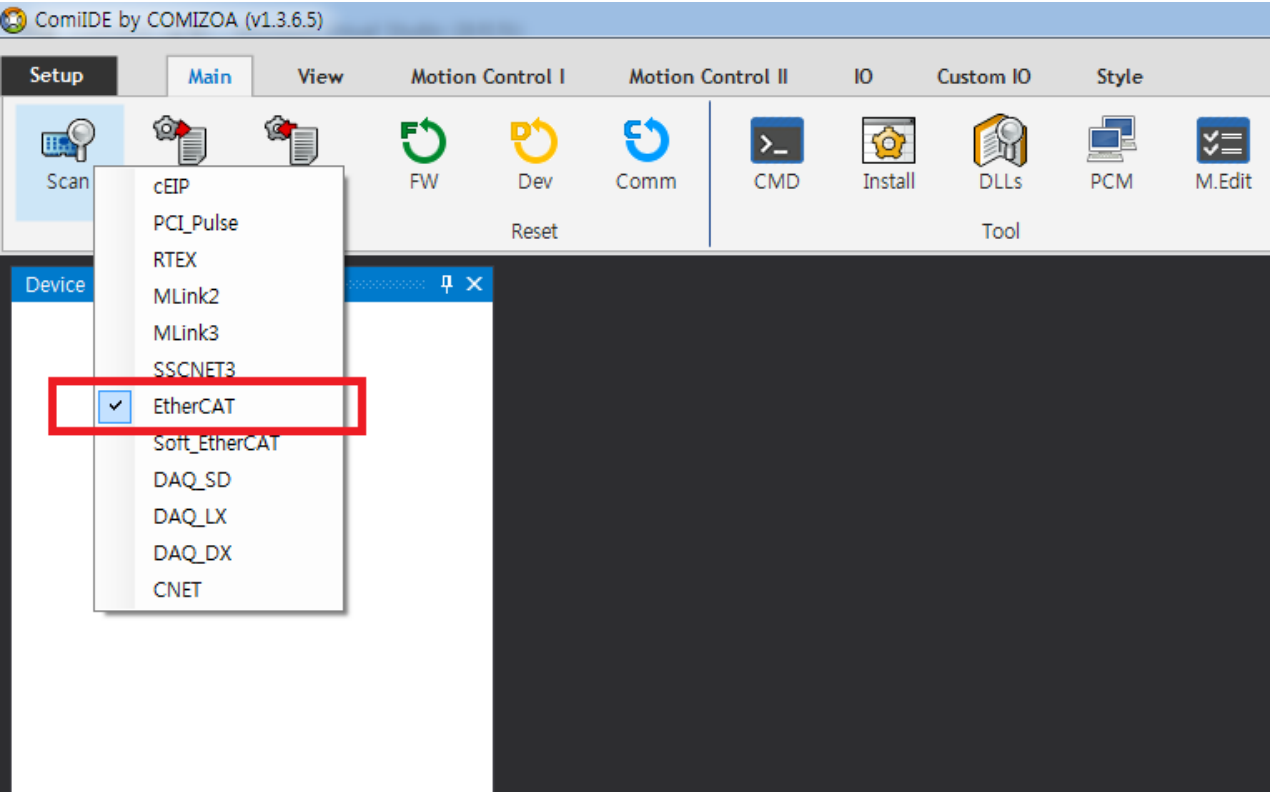 ComiIDE by COMIZOA (v1.3.6.5)
Setup Main View Motion Control I Motion Control II IO Custom IO Style
Scan FW Dev Comm CMD Install DLLs PCM M.Edit
Reset Tool
Device
cEIP
PCI_Pulse
RTEX
MLink2
MLink3
SSCNET3
EtherCAT
Soft_EtherCAT
DAQ_SD
DAQ_LX
DAQ_DX
CNET